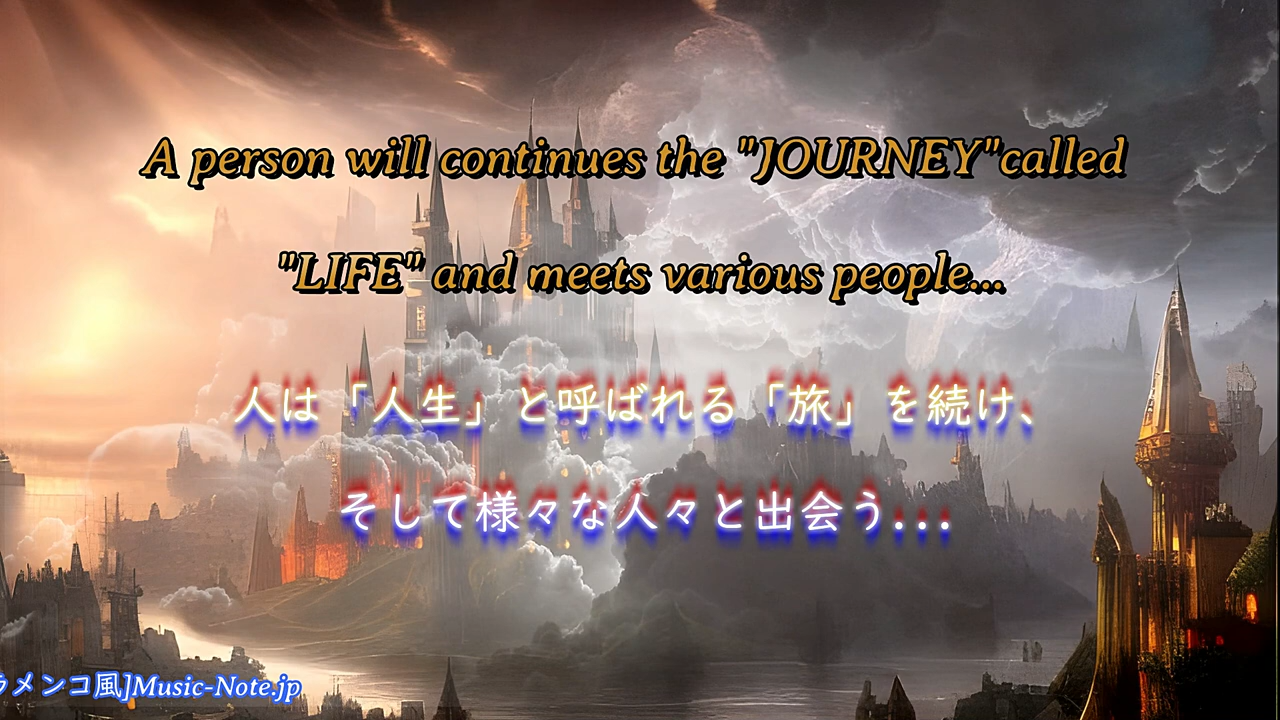 A person will continues the "JOURNEY"called
"LIFE" and meets various people...
人は「人生」と呼ばれる「旅」を続け、
そして様々な人々と出会う...
ラメンコ風]Music-Note.jp